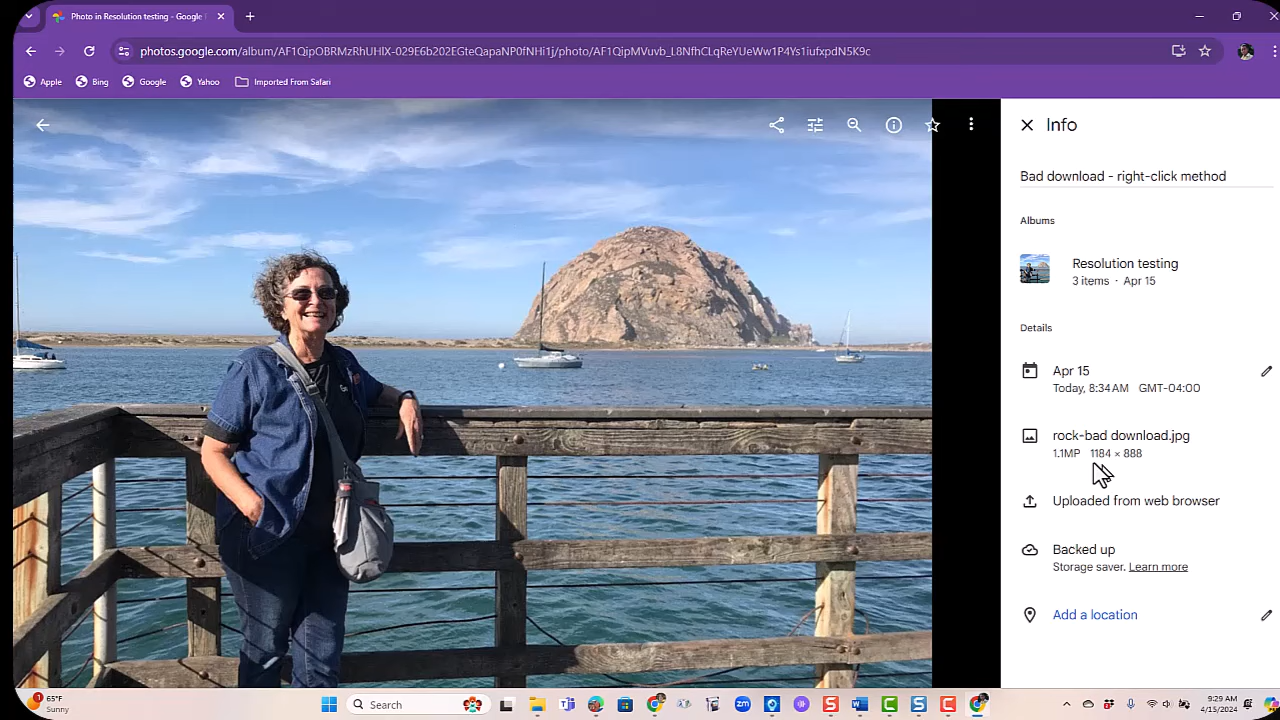 Photo in Resolution testing - Google
photos.google.com/album/AF1QipOBRMzRhUHlX-029E6b202EGteQapaNP0fNHi1j/photo/AF1QipMVuvb_L8NfhCLqReYUeWw1P4Ys1iufxpdN5K9c
Apple
Bing
Google
Yahoo
Imported From Safari
Info
Bad download - right-click method
Albums
Resolution testing
3 items · Apr 15
Details
Apr 15
Today, 8:34AM GMT-04:00
rock-bad download.jpg
1.1MP 1184 × 888
Uploaded from web browser
Backed up
Storage saver. Learn more
Add a location
1
65°F
Sunny
Search
zm
9:29 AM
4/15/2024